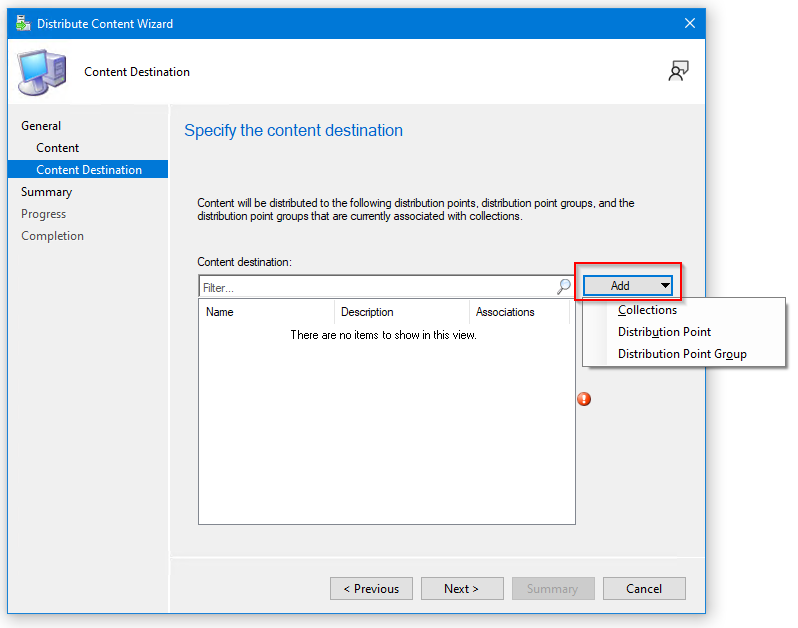 Distribute Content Wizard
Content Destination
General
Content
Content Destination
Summary
Progress
Completion
Specify the content destination
Content will be distributed to the following distribution points, distribution point groups, and the
distribution point groups that are currently associated with collections.
Content destination:
Filter...
Add
Collections
Distribution Point
Distribution Point Group
Name Description Associations
There are no items to show in this view.
< Previous Next > Summary Cancel